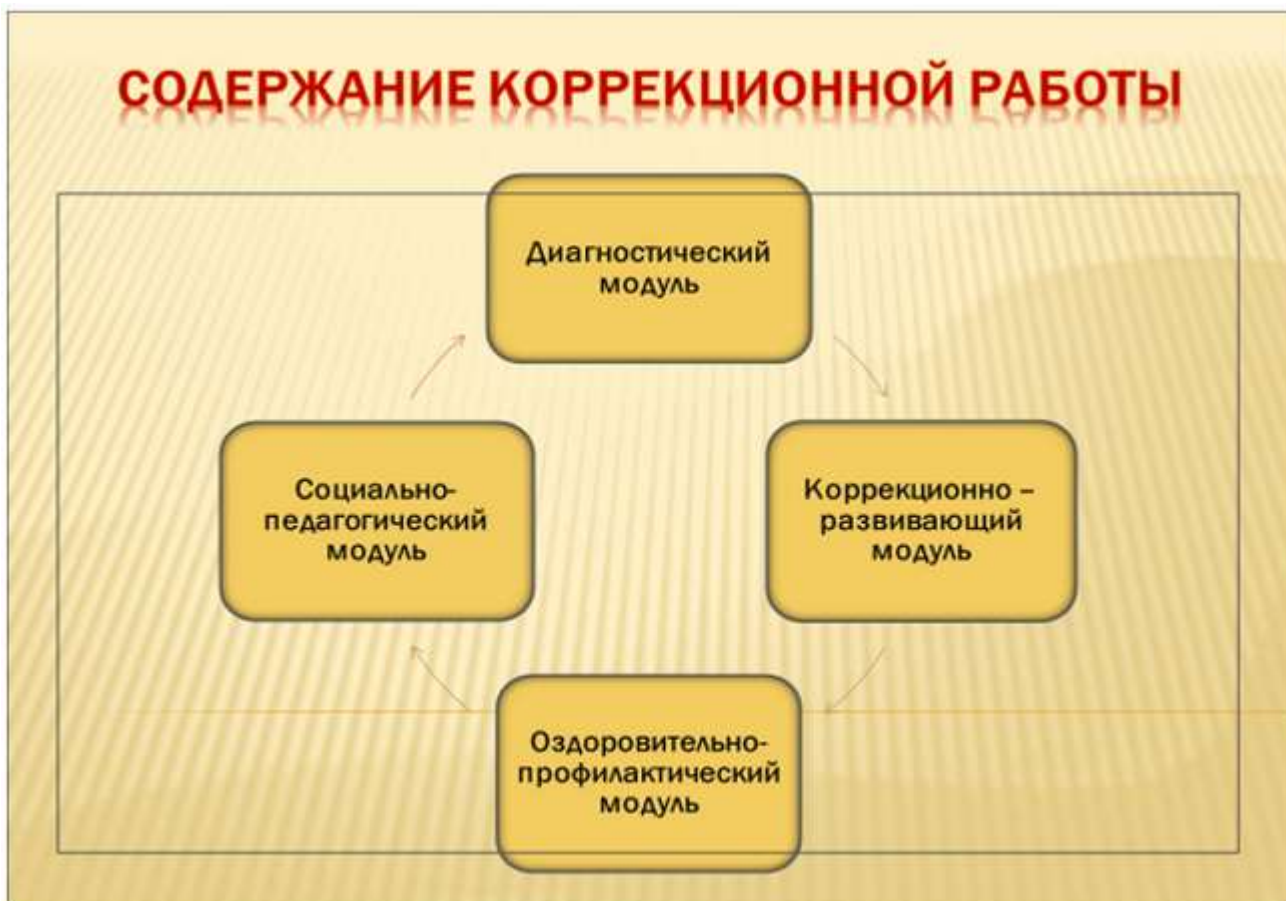 СОДЕРЖАНИЕ КОРРЕКЦИОННОЙ РАБОТЫ
Диагностический
модуль
Социально-
педагогический
модуль
Коррекционно –
развивающий
модуль
Оздоровительно-
профилактический
модуль